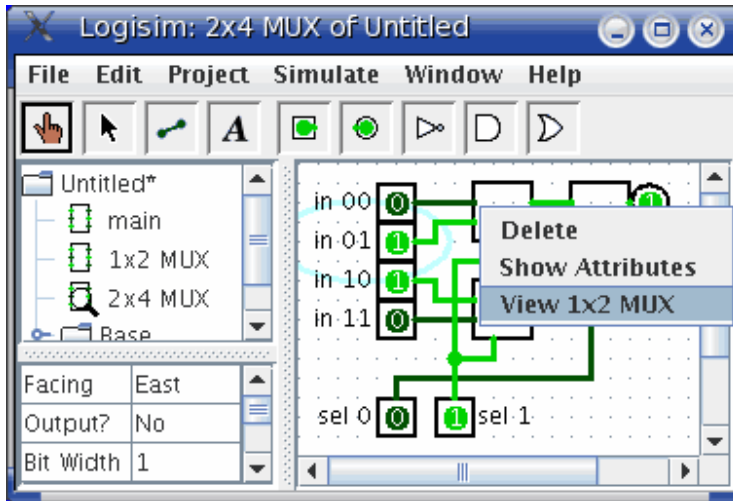 Logisim: 2x4 MUX of Untitled
File Edit Project Simulate Window Help
A
Untitled*
main
1x2 MUX
2x4 MUX
Base
Facing East
Output? No
Bit Width 1
in 00 0
1
in 01 1
in 10 1
in 11 0
Delete
Show Attributes
View 1x2 MUX
sel 0 0
1 sel 1